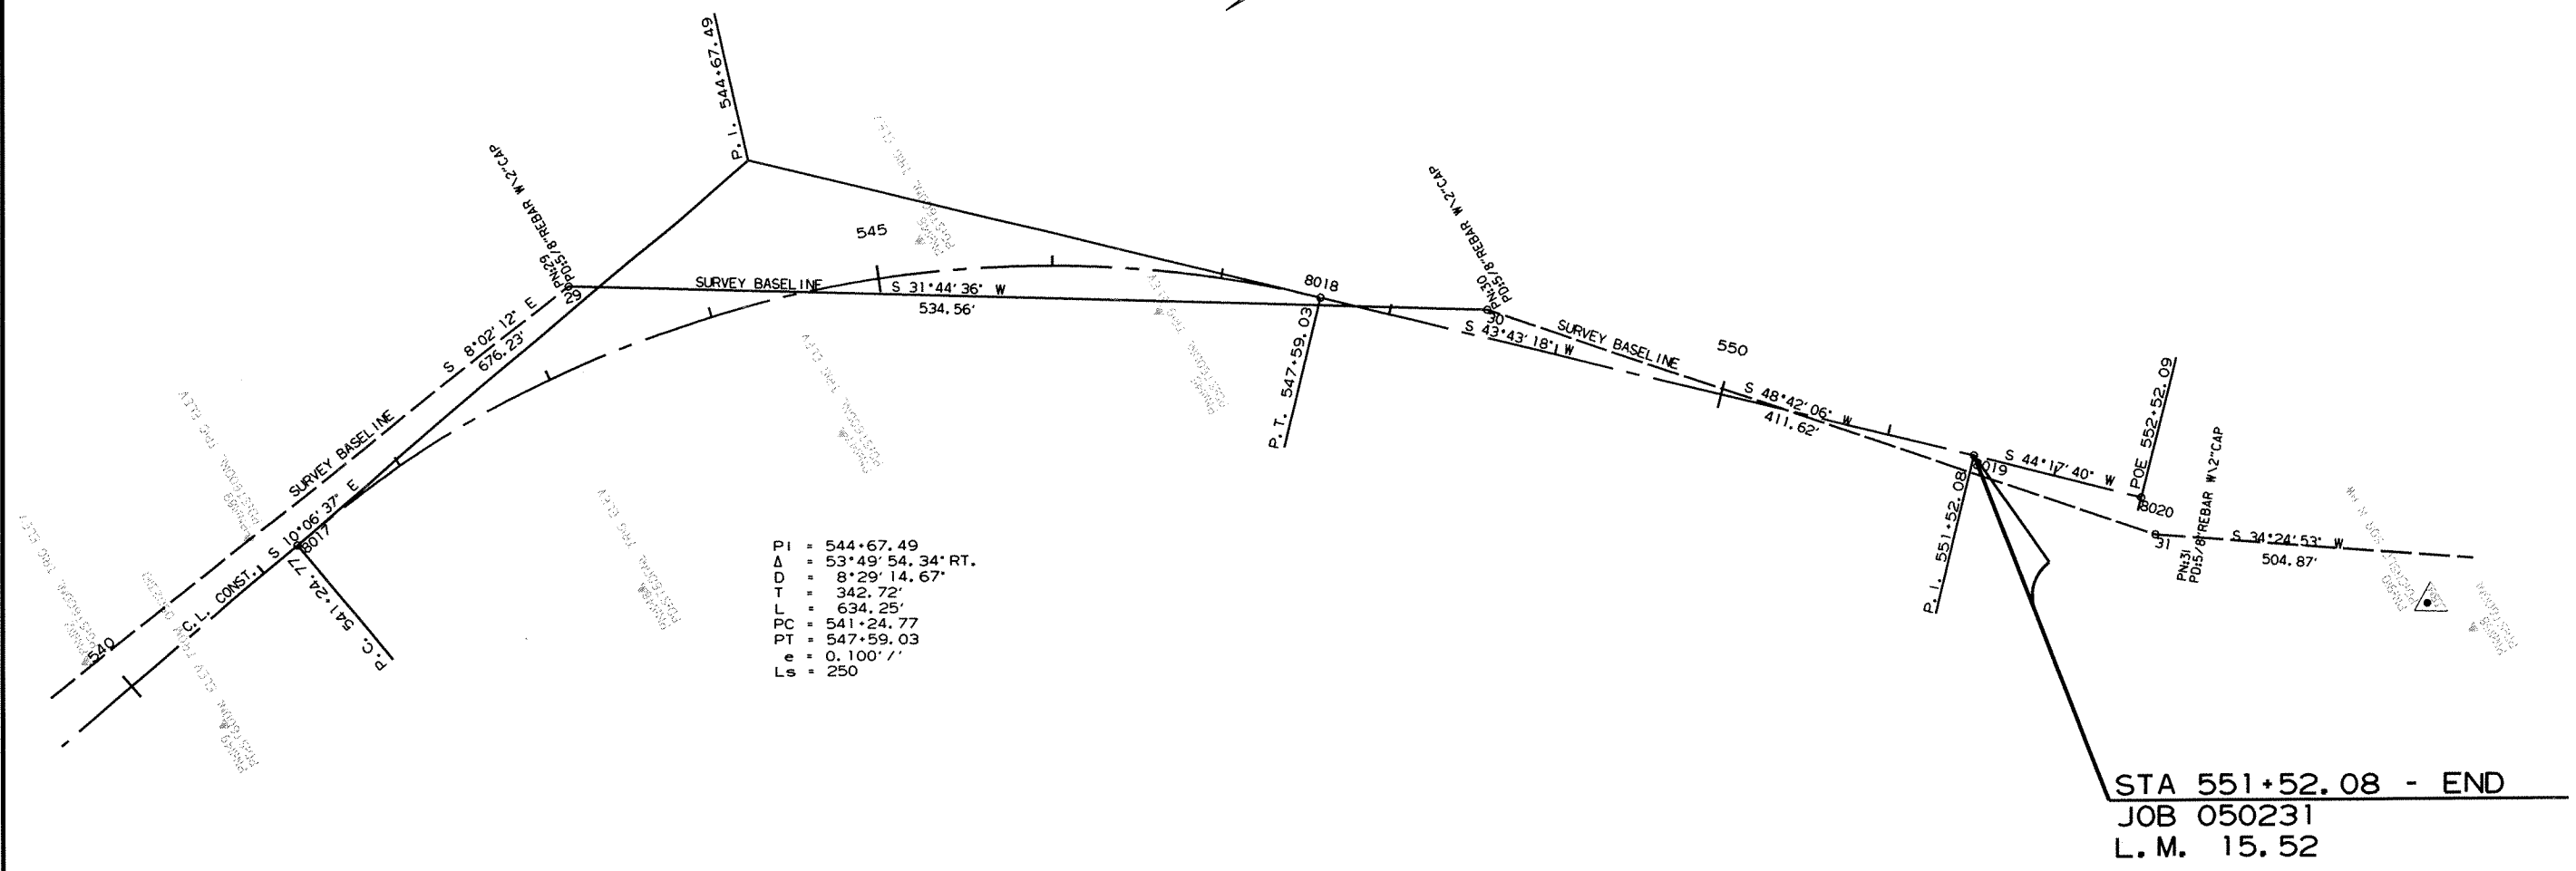 P.I. 544+67.49
PN:29
PD:5/8"REBAR W\2"CAP
29
545
SURVEY BASELINE
S 31°44'36" W
534.56'
8018
P.T. 547+59.03
PN:30
PD:5/8"REBAR W\2"CAP
30
S 8°02'12" E
676.23'
SURVEY BASELINE
S 10°06'37" E
8017
C.L. CONST.
P.C. 541+24.77
540
S 43°43'18" W
SURVEY BASELINE
550
S 48°42'06" W
411.62'
8019
P.I. 551+52.08
S 44°17'40" W
POE 552+52.09
8020
31
PN:31
PD:5/8"REBAR W\2"CAP
S 34°24'53" W
504.87'
PI = 544+67.49
Δ = 53°49'54.34" RT.
D = 8°29'14.67"
T = 342.72'
L = 634.25'
PC = 541+24.77
PT = 547+59.03
e = 0.100'/'
Ls = 250
STA 551+52.08 - END
JOB 050231
L.M. 15.52